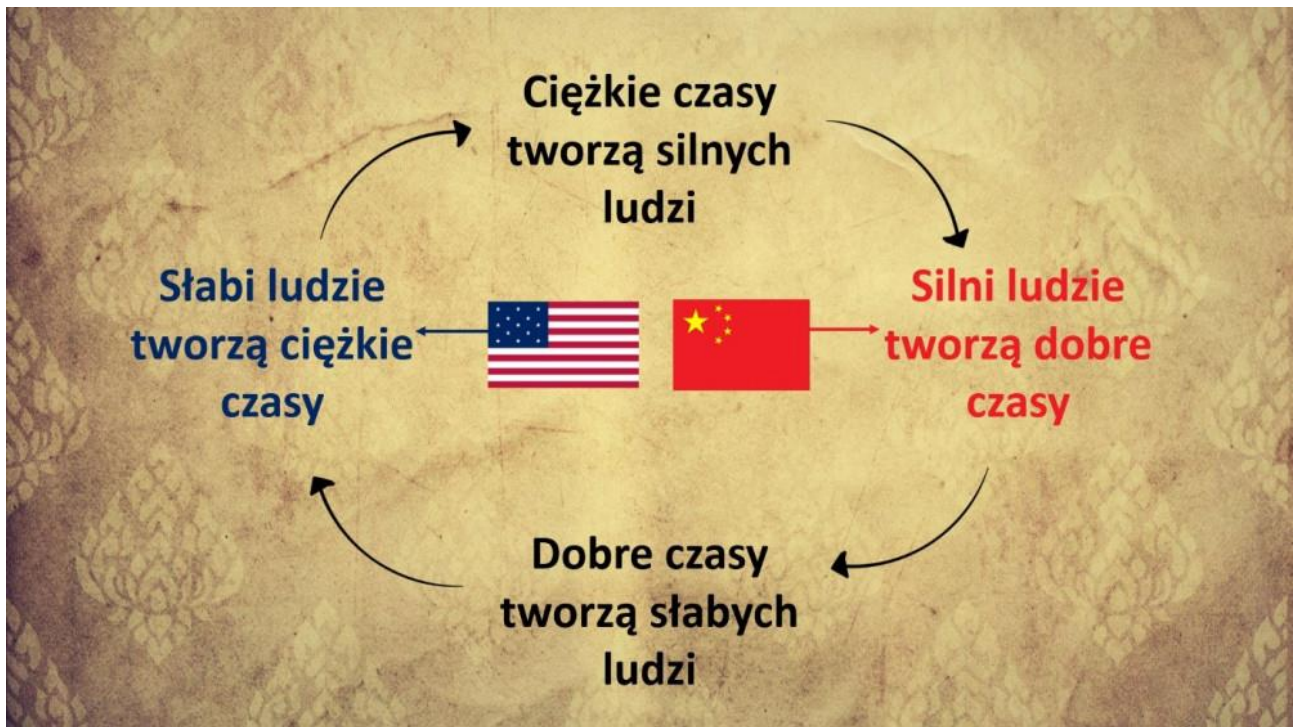 Ciężkie czasy
tworzą silnych
ludzi
Silni ludzie
tworzą dobre
czasy
Dobre czasy
tworzą słabych
ludzi
Słabi ludzie
tworzą ciężkie
czasy